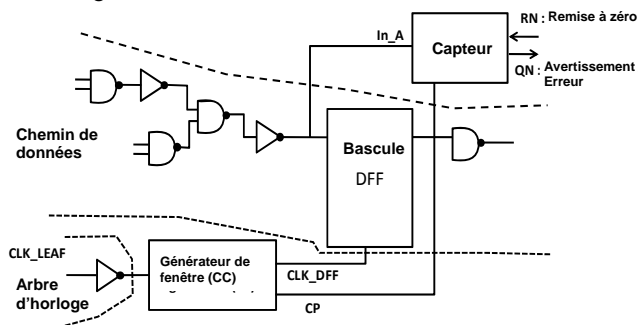 RN : Remise à zéro
In_A
Capteur
QN : Avertissement
Erreur
Chemin de
données
Bascule
DFF
CLK_LEAF
Arbre
d'horloge
Générateur de
fenêtre (CC)
CLK_DFF
CP